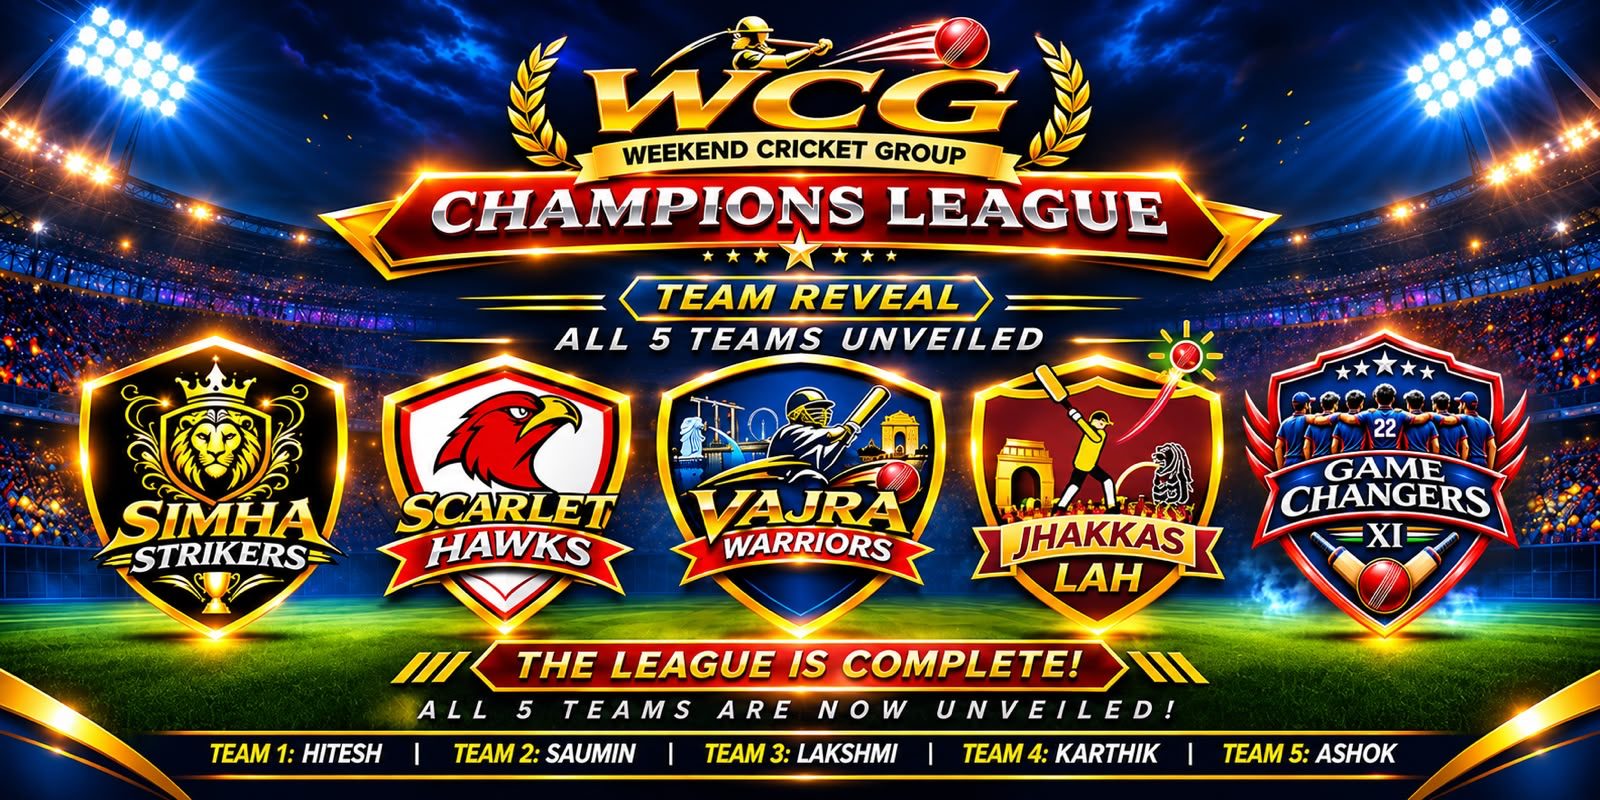 WCG
WEEKEND CRICKET GROUP
CHAMPIONS LEAGUE
TEAM REVEAL
ALL 5 TEAMS UNVEILED
SIMHA
STRIKERS
SCARLET
HAWKS
VAJRA
WARRIORS
JHAKKAS
LAH
22
GAME
CHANGERS
XI
THE LEAGUE IS COMPLETE!
ALL 5 TEAMS ARE NOW UNVEILED!
TEAM 1: HITESH | TEAM 2: SAUMIN | TEAM 3: LAKSHMI | TEAM 4: KARTHIK | TEAM 5: ASHOK